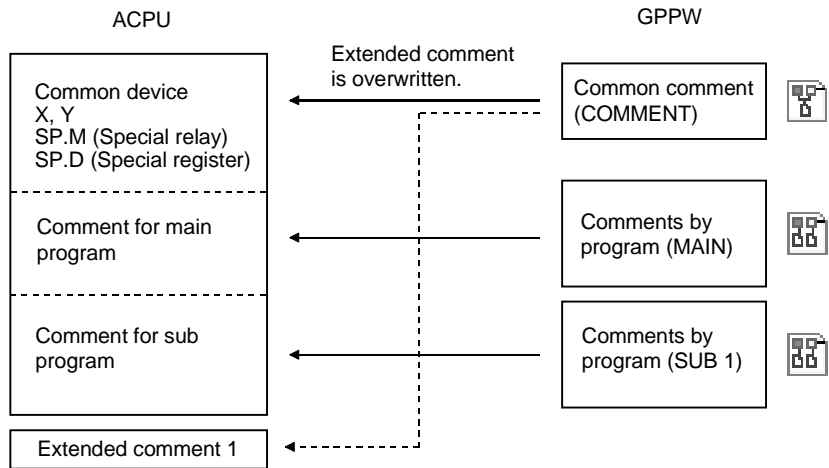 ACPU
GPPW
Extended comment
is overwritten.
Common device
X, Y
SP.M (Special relay)
SP.D (Special register)
Common comment
(COMMENT)
Comment for main
program
Comments by
program (MAIN)
Comment for sub
program
Comments by
program (SUB 1)
Extended comment 1